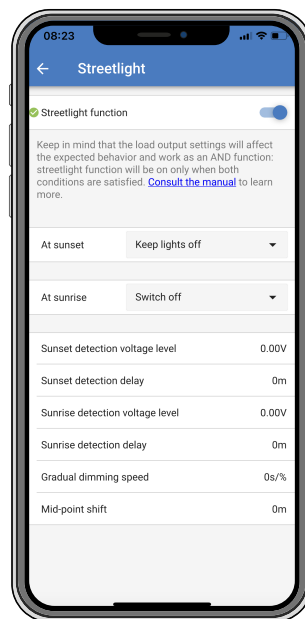 08:23
Streetlight
Streetlight function
Keep in mind that the load output settings will affect
the expected behavior and work as an AND function:
streetlight function will be on only when both
conditions are satisfied. Consult the manual to learn
more.
At sunset Keep lights off
At sunrise Switch off
Sunset detection voltage level 0.00V
Sunset detection delay 0m
Sunrise detection voltage level 0.00V
Sunrise detection delay 0m
Gradual dimming speed 0s/%
Mid-point shift 0m